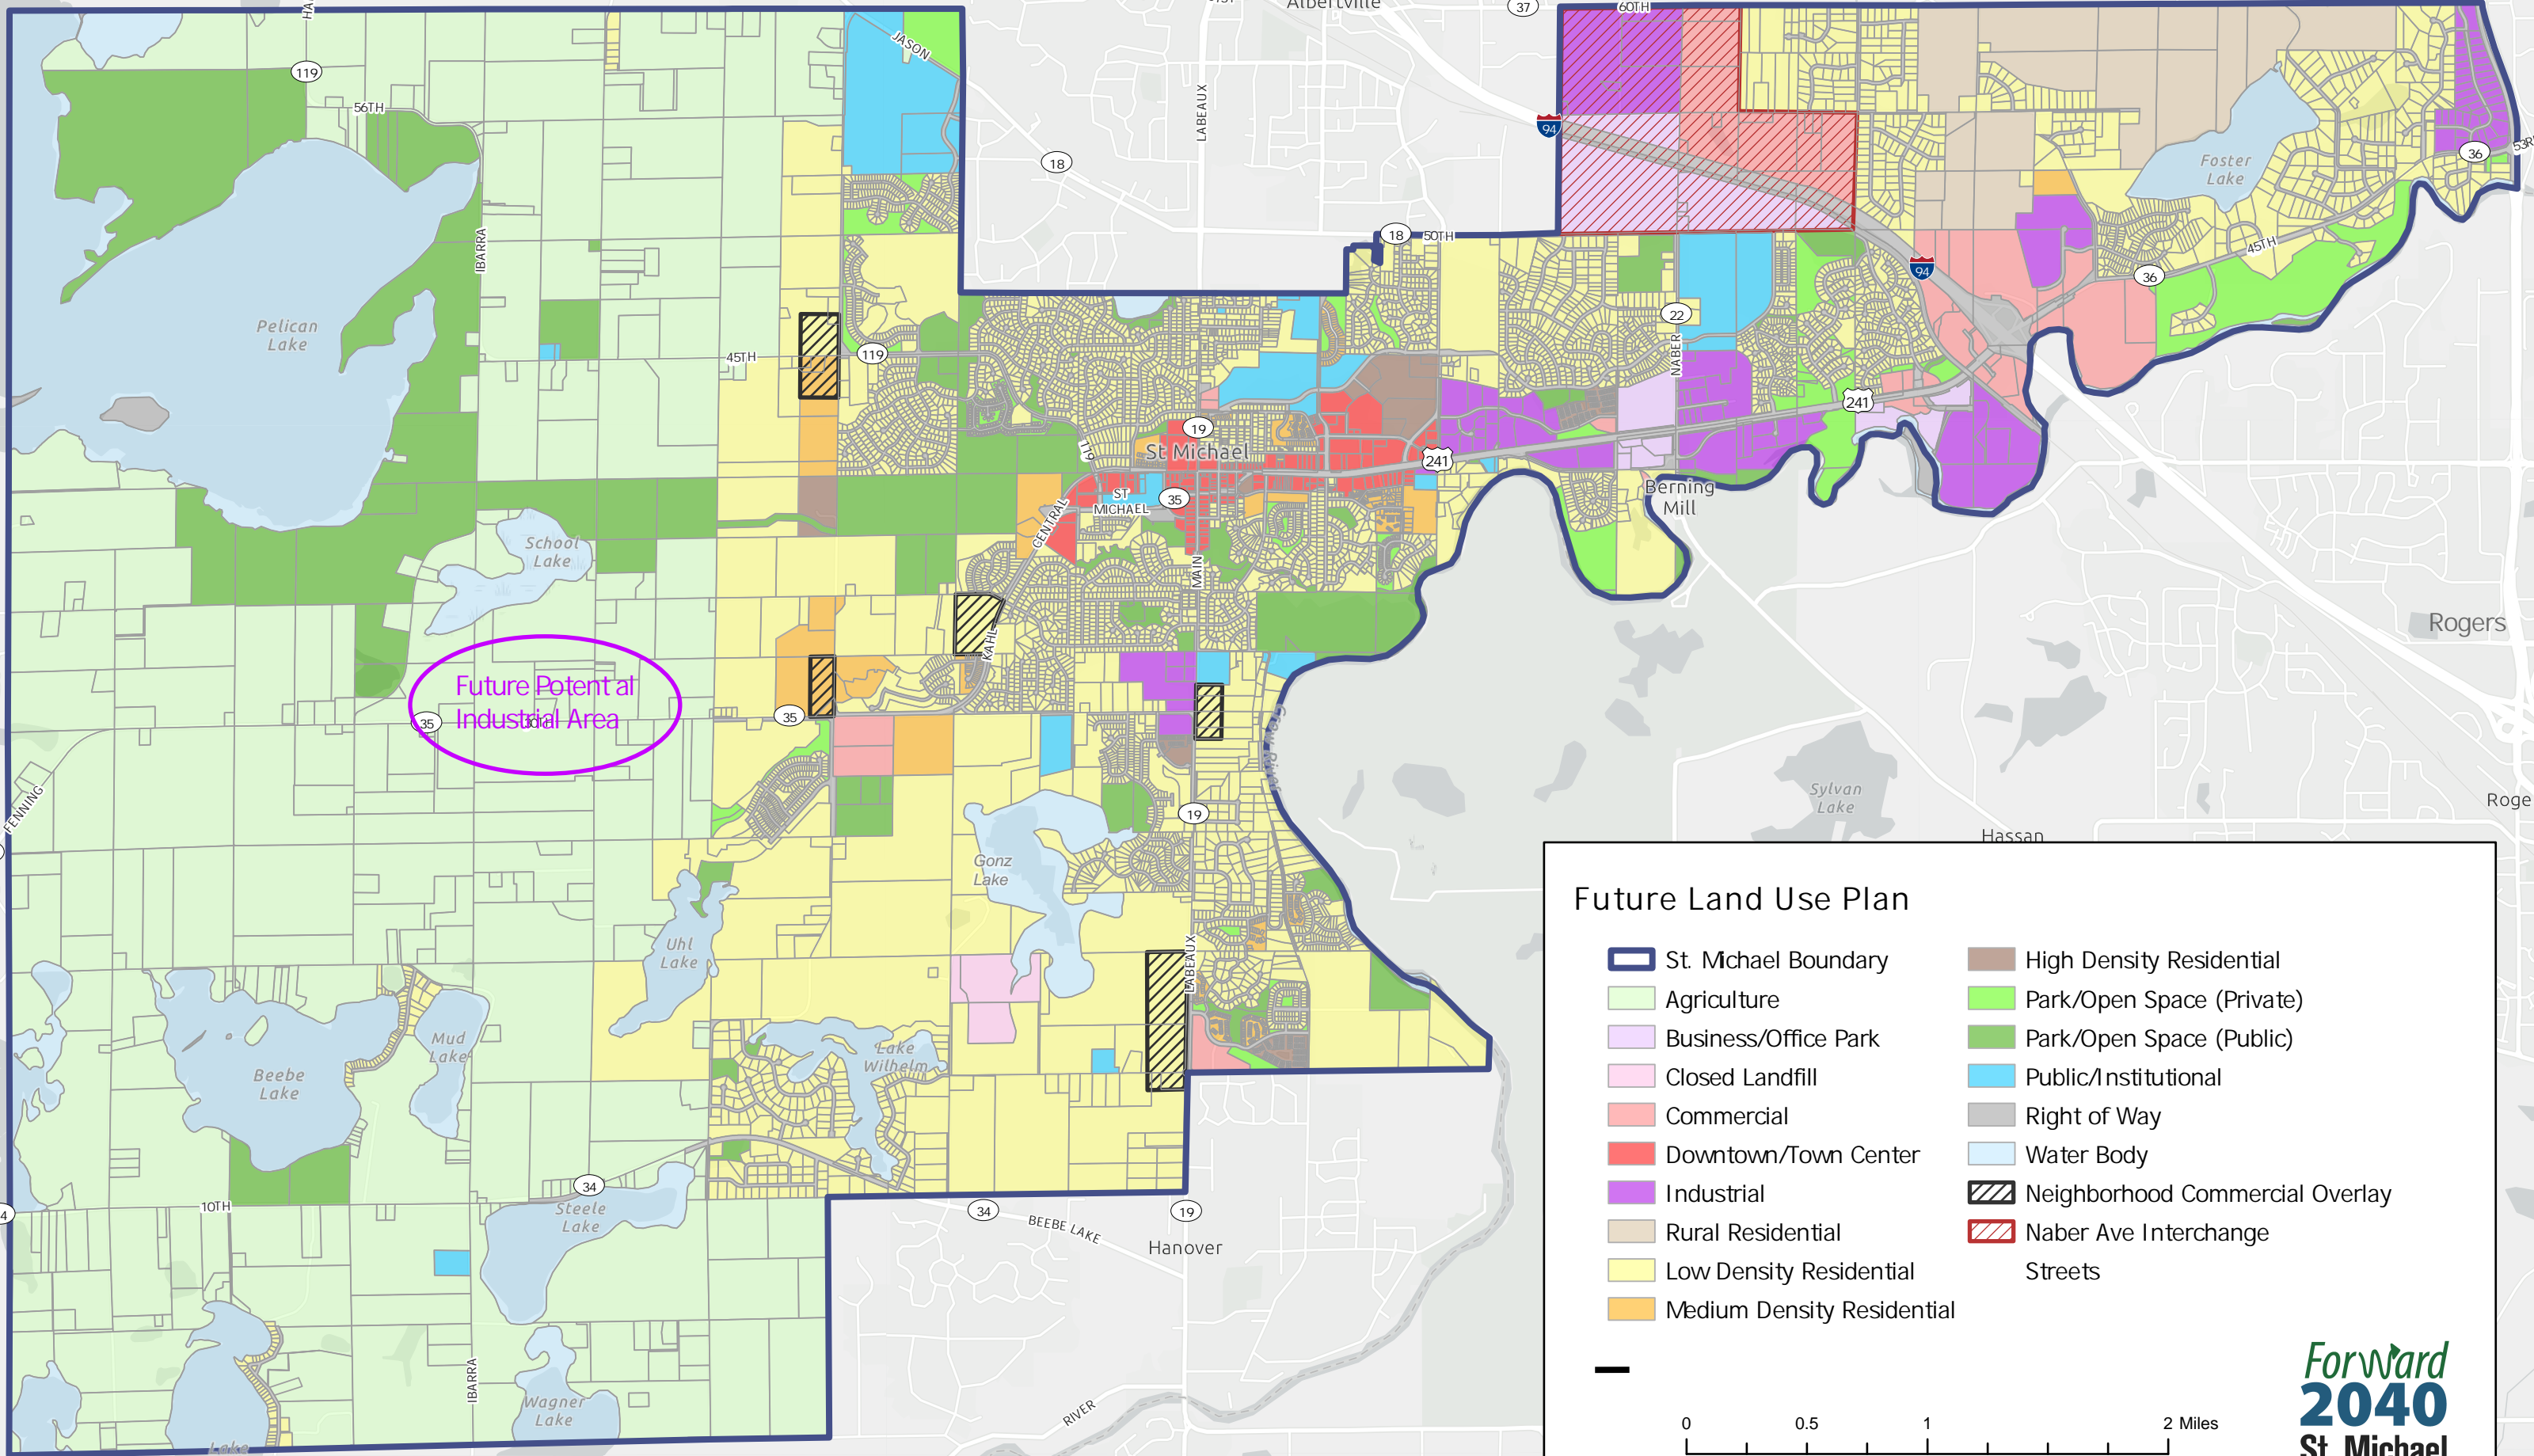 Albertville
37
60TH
JASON
119
56TH
LABEAUX
94
36
18
Foster
Lake
18
50TH
IBARRA
45TH
94
36
Pelican
Lake
22
45TH
119
NABER
241
19
119
St Michael
241
ST
MICHAEL
35
Berning
Mill
CENTRAL
School
Lake
MAIN
Rogers
KAHL
Future Potential
Industrial Area
35
30TH
35
Crow River
FENNING
19
Sylvan
Lake
Hassan
Gonz
Lake
Uhl
Lake
LABEAUX
Mud
Lake
Beebe
Lake
Lake
Wilhelm
34
10TH
Steele
Lake
34
BEEBE LAKE
19
Hanover
IBARRA
Wagner
Lake
RIVER
Lake
Future Land Use Plan
St. Michael Boundary
Agriculture
Business/Office Park
Closed Landfill
Commercial
Downtown/Town Center
Industrial
Rural Residential
Low Density Residential
Medium Density Residential
High Density Residential
Park/Open Space (Private)
Park/Open Space (Public)
Public/Institutional
Right of Way
Water Body
Neighborhood Commercial Overlay
Naber Ave Interchange
Streets
0 0.5 1 2 Miles
Forward
2040
St. Michael